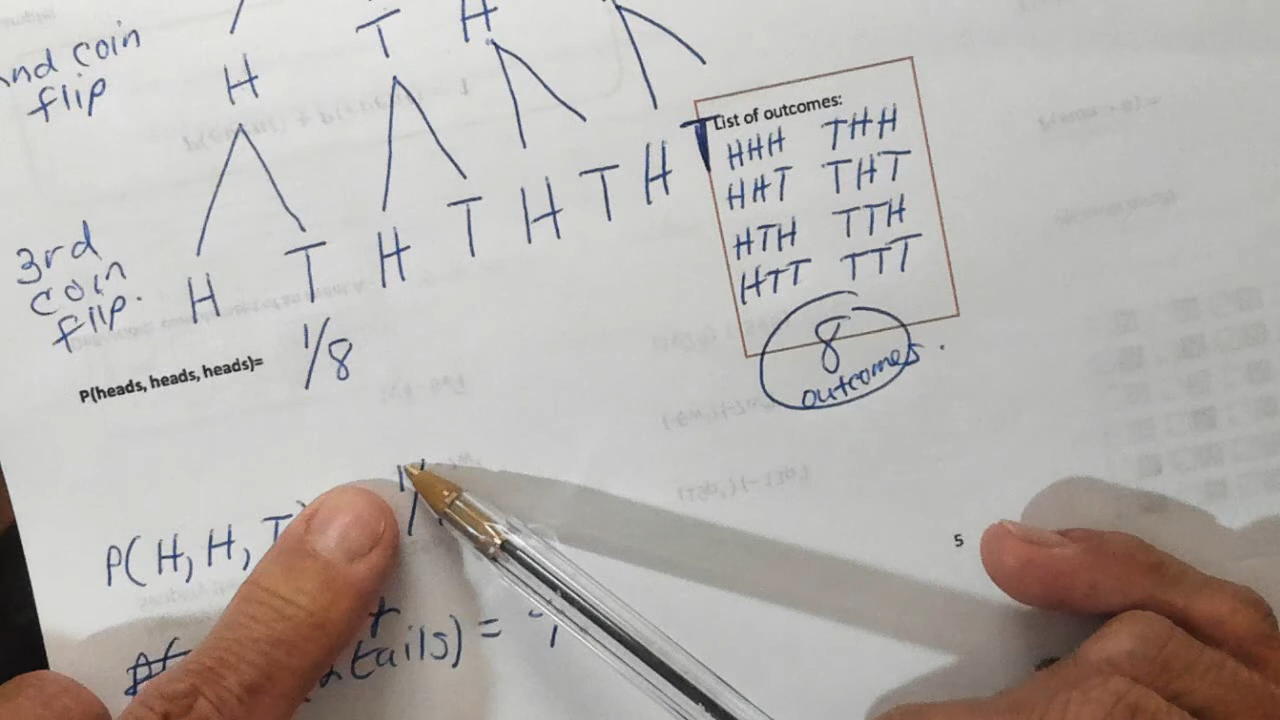 T H
nd coin
flip
H
List of outcomes:
HHH THH
HHT THT
HTH TTH
HTT TTT
8
outcomes.
3rd
coin
flip.
H T H T H T H T
P(heads, heads, heads)= 1/8
P(H, H, T
2 tails) =
5